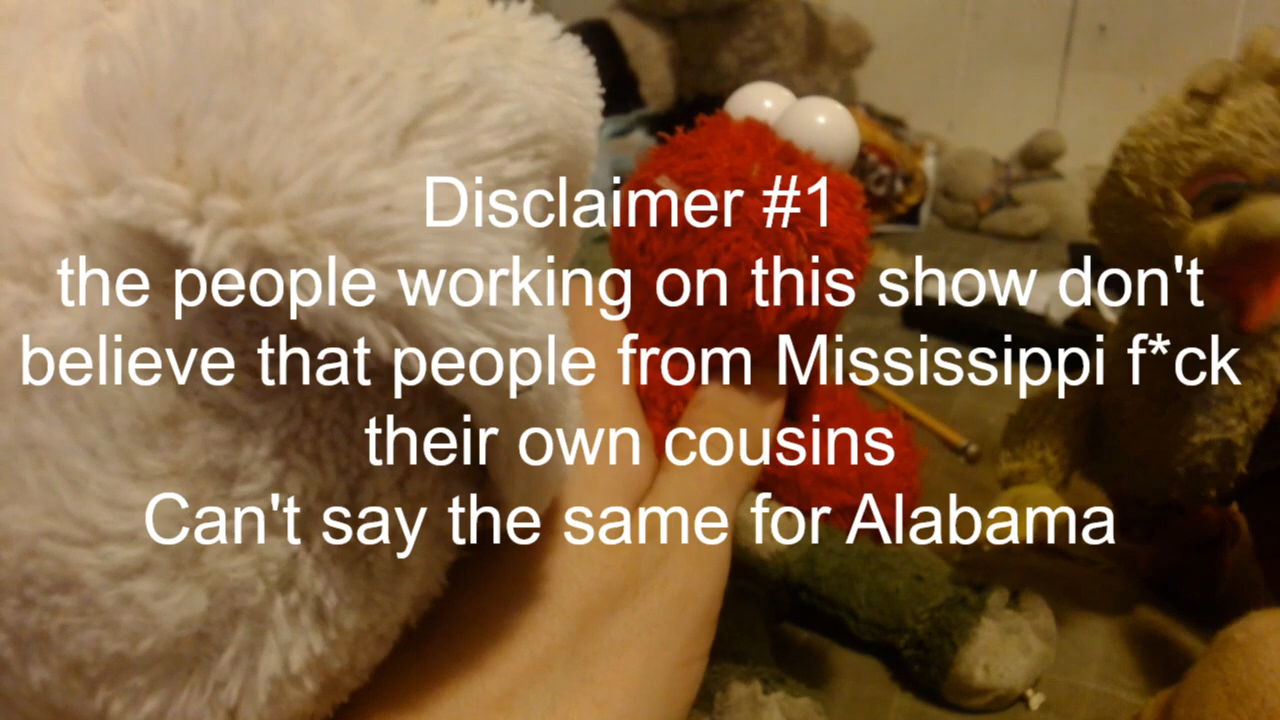 Disclaimer #1
the people working on this show don't
believe that people from Mississippi f*ck
their own cousins
Can't say the same for Alabama